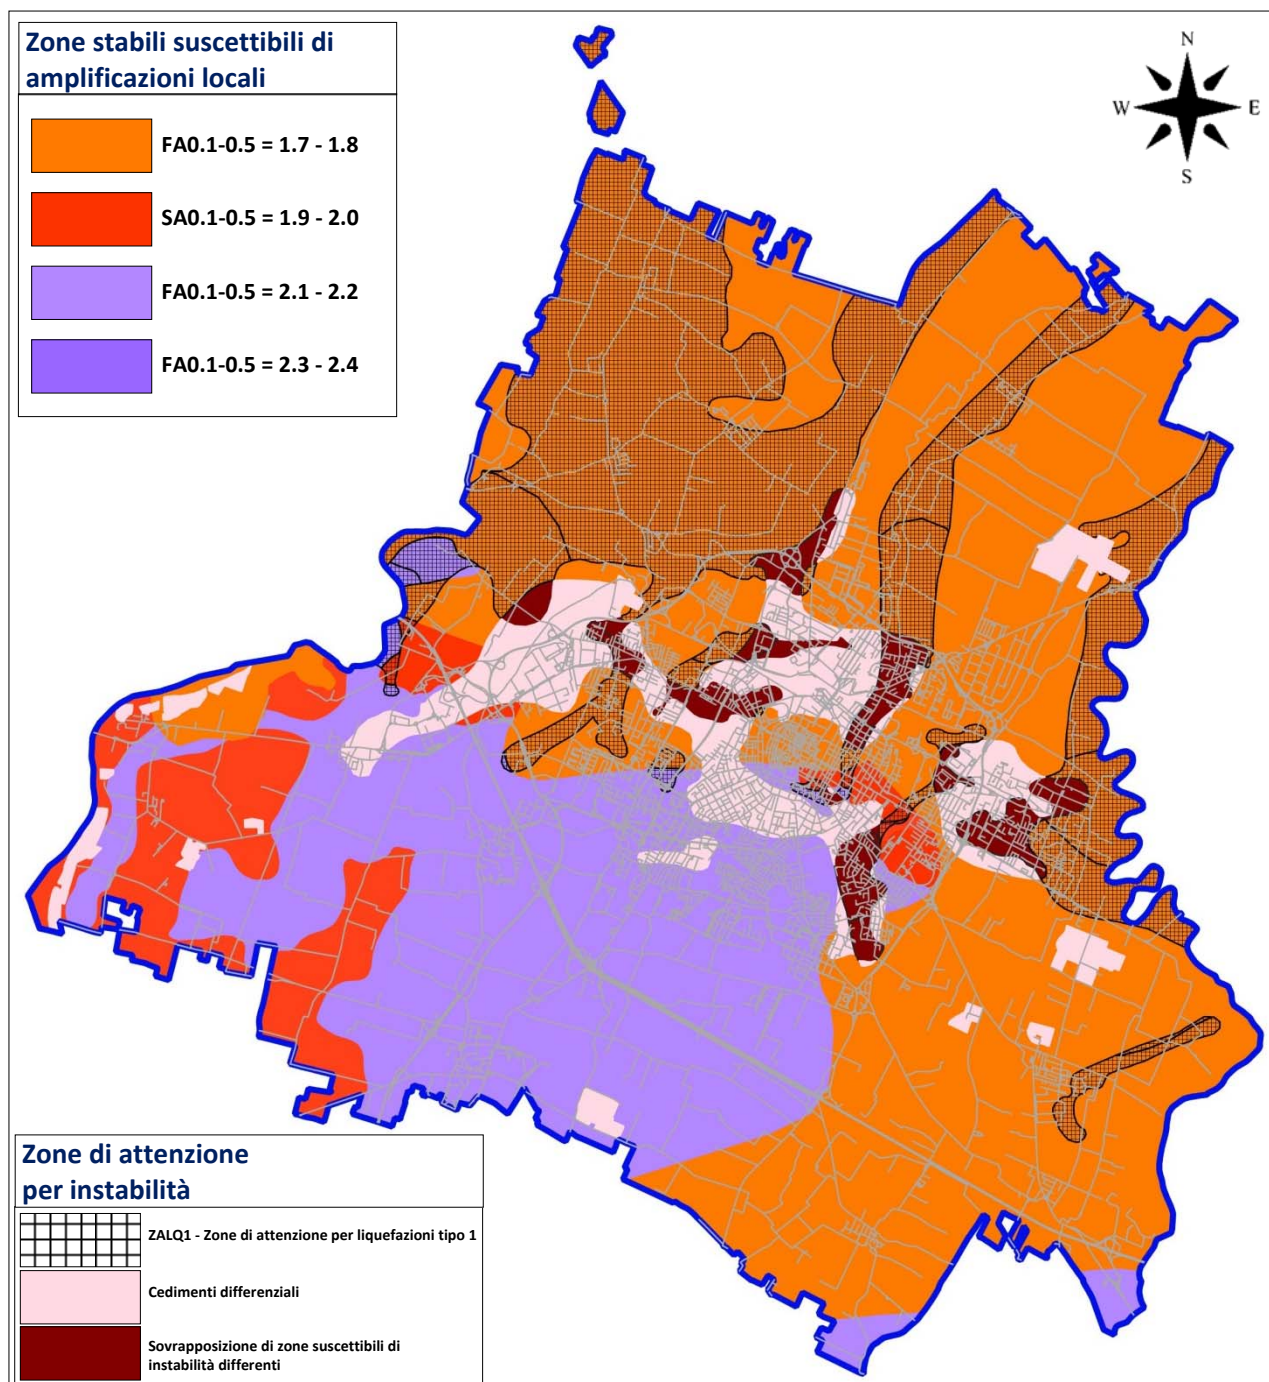 Zone stabili suscettibili di
amplificazioni locali
FA0.1-0.5 = 1.7 - 1.8
SA0.1-0.5 = 1.9 - 2.0
FA0.1-0.5 = 2.1 - 2.2
FA0.1-0.5 = 2.3 - 2.4
N
W
E
S
Zone di attenzione
per instabilità
ZALQ1 - Zone di attenzione per liquefazioni tipo 1
Cedimenti differenziali
Sovrapposizione di zone suscettibili di
instabilità differenti